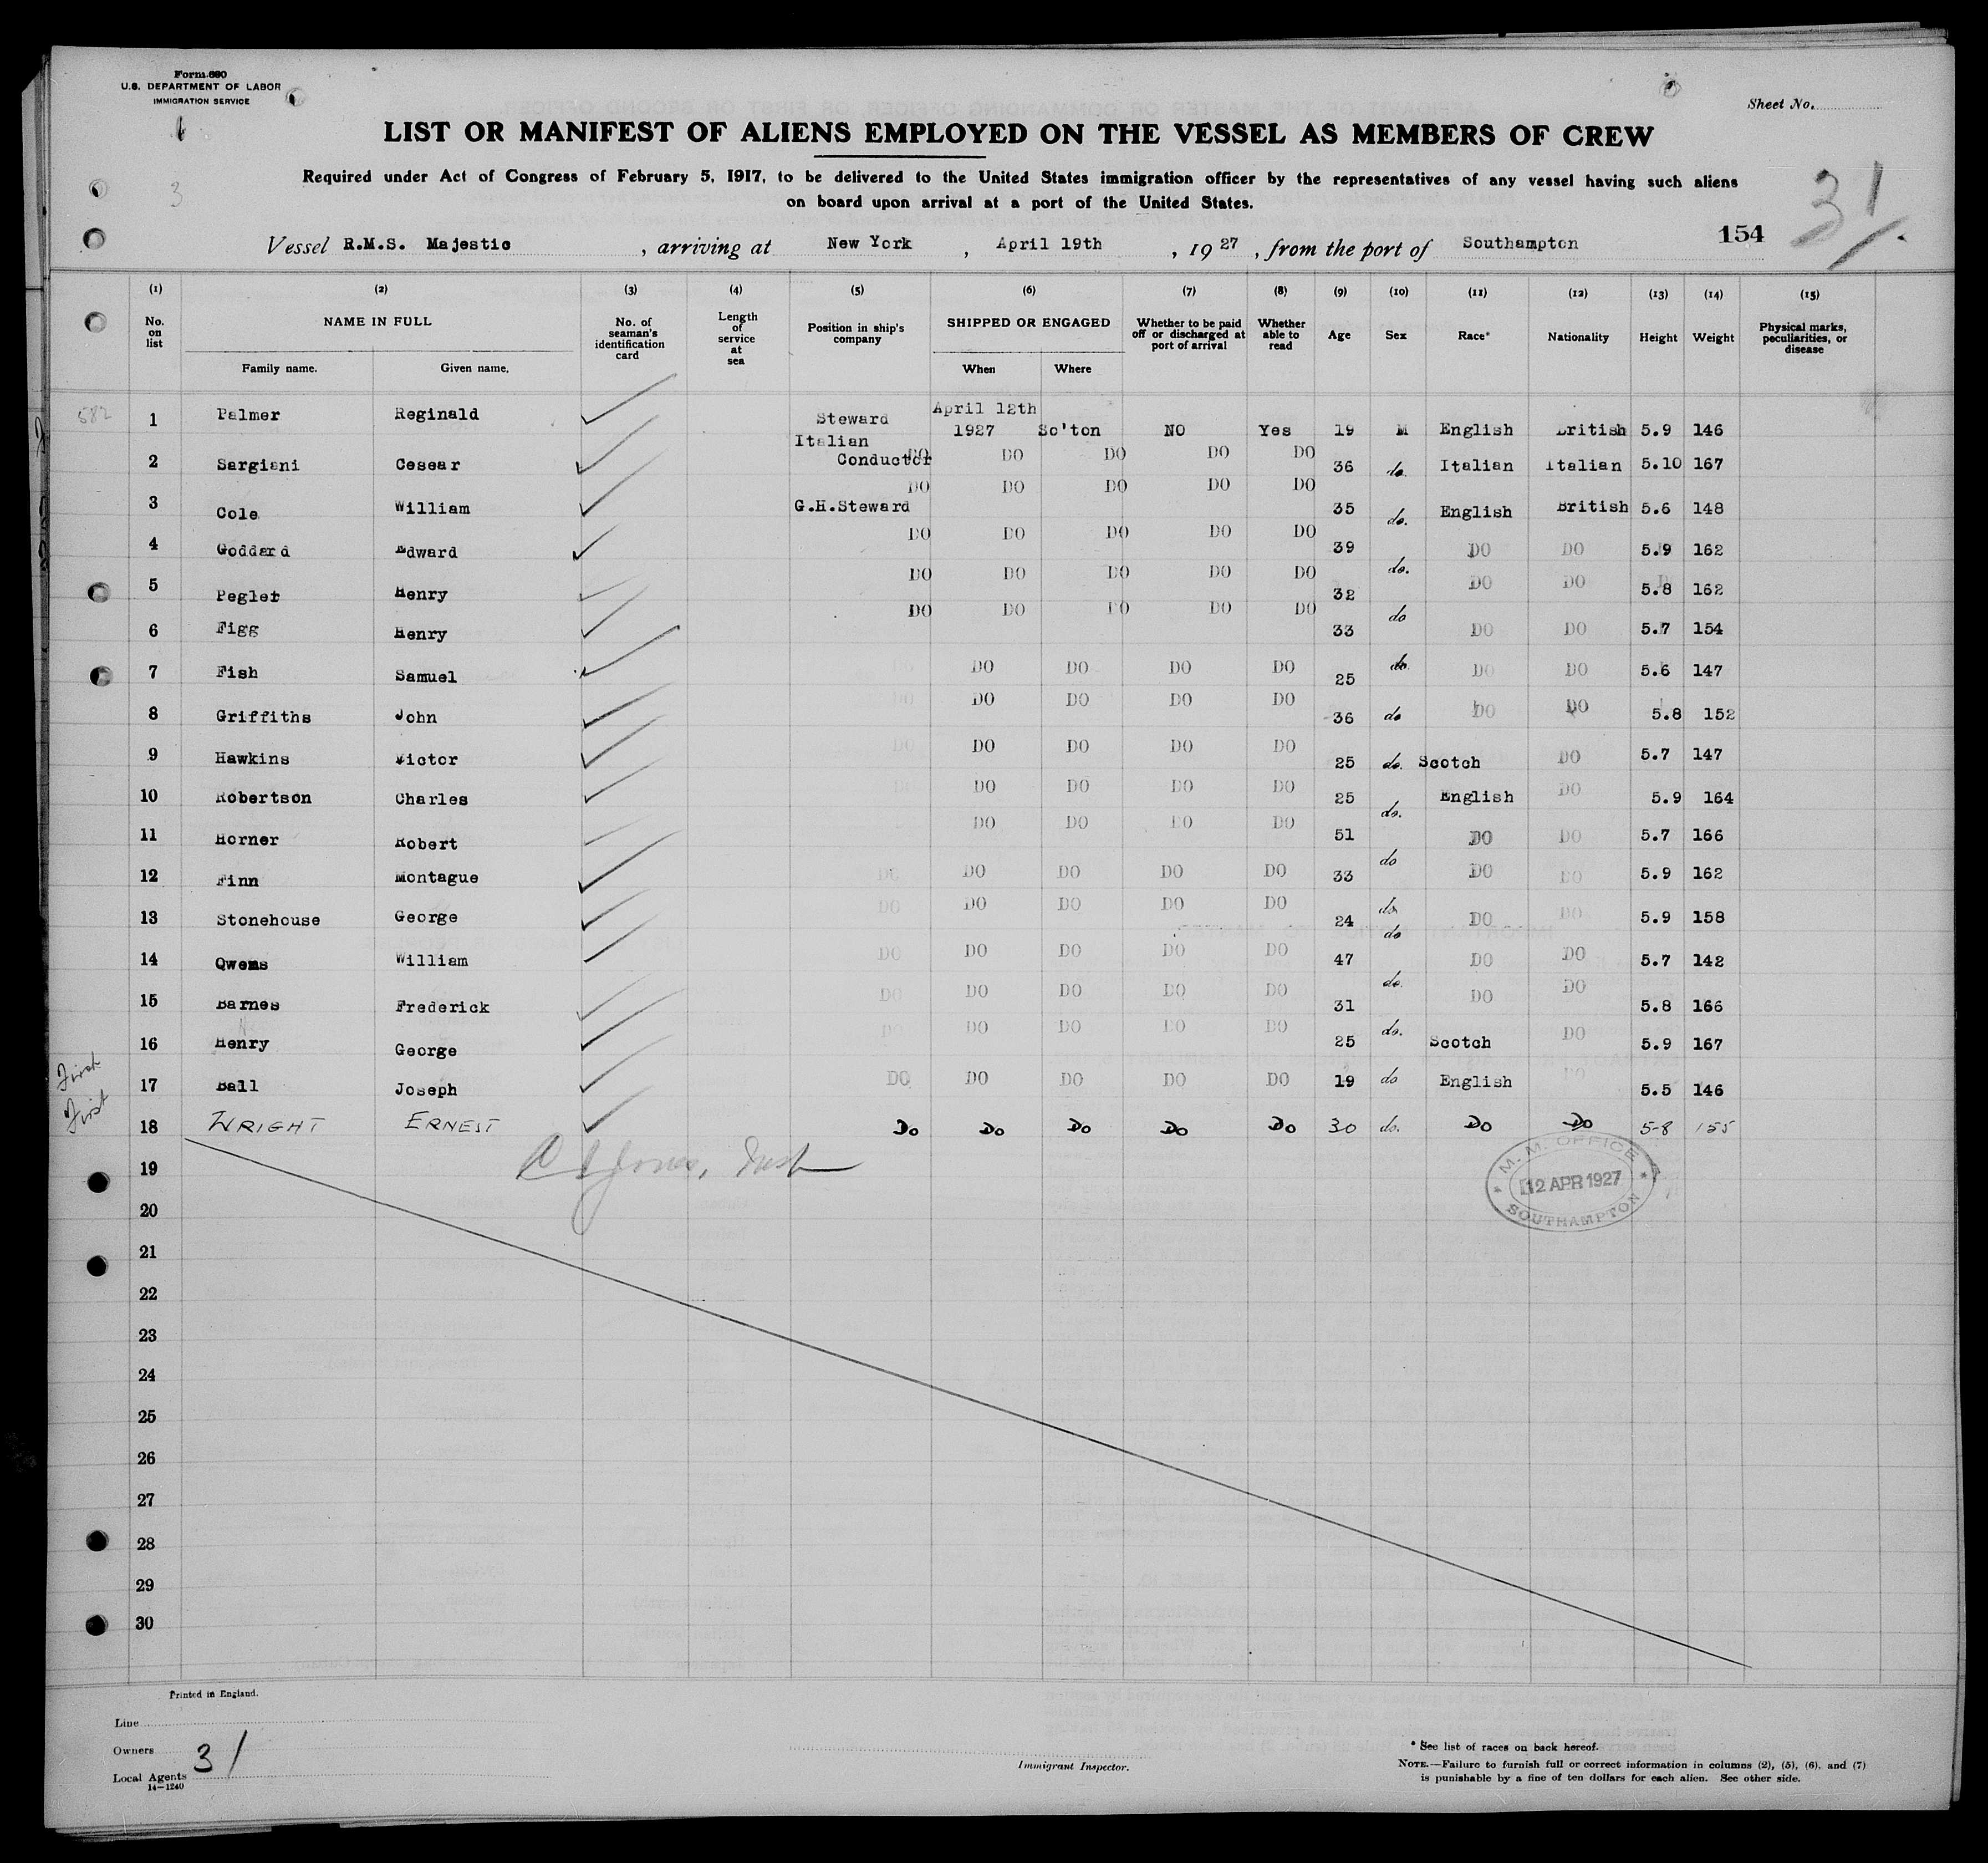 Form 690
U.S. DEPARTMENT OF LABOR
IMMIGRATION SERVICE
Sheet No.
LIST OR MANIFEST OF ALIENS EMPLOYED ON THE VESSEL AS MEMBERS OF CREW
Required under Act of Congress of February 5, 1917, to be delivered to the United States immigration officer by the representatives of any vessel having such aliens
on board upon arrival at a port of the United States.
3
31
154
Vessel R.M.S. Majestic , arriving at New York , April 19th , 1927 , from the port of Southampton
(1) (2) (3) (4) (5) (6) (7) (8) (9) (10) (11) (12) (13) (14) (15)
No. on list NAME IN FULL Family name. Given name. No. of seaman's identification card Length of service at sea Position in ship's company SHIPPED OR ENGAGED When Where Whether to be paid off or discharged at port of arrival Whether able to read Age Sex Race* Nationality Height Weight Physical marks, peculiarities, or disease
582 1 Palmer Reginald Steward April 12th 1927 So'ton NO Yes 19 M English British 5.9 146
2 Sargiani Cesear Italian Conductor DO DO DO DO DO 36 do. Italian Italian 5.10 167
3 Cole William G.H.Steward DO DO DO DO DO 35 do. English British 5.6 148
4 Goddard Edward DO DO DO DO DO 39 do. DO DO 5.9 162
5 Pegler Henry DO DO DO DO DO 32 do DO DO 5.8 162
6 Figg Henry DO DO DO DO DO 33 do DO DO 5.7 154
7 Fish Samuel DO DO DO DO DO 25 do. DO DO 5.6 147
8 Griffiths John DO DO DO DO DO 36 do DO DO 5.8 152
9 Hawkins Victor DO DO DO DO DO 25 do. Scotch DO 5.7 147
10 Robertson Charles DO DO DO DO DO 25 do. English DO 5.9 164
11 Horner Robert DO DO DO DO DO 51 do DO DO 5.7 166
12 Finn Montague DO DO DO DO DO 33 do DO DO 5.9 162
13 Stonehouse George DO DO DO DO DO 24 do DO DO 5.9 158
14 Qwems William DO DO DO DO DO 47 do. DO DO 5.7 142
15 Barnes Frederick DO DO DO DO DO 31 do. DO DO 5.8 166
16 Henry George DO DO DO DO DO 25 do. Scotch DO 5.9 167
First 17 Ball Joseph DO DO DO DO DO 19 do English DO 5.5 146
First 18 WRIGHT ERNEST Do Do Do Do Do 30 do. Do Do 5-8 155
Jones,
M.M. OFFICE
12 APR 1927
SOUTHAMPTON
19
20
21
22
23
24
25
26
27
28
29
30
Printed in England.
Line
Owners
31
Local Agents
14—1240
Immigrant Inspector.
* See list of races on back hereof.
NOTE.—Failure to furnish full or correct information in columns (2), (5), (6), and (7)
is punishable by a fine of ten dollars for each alien. See other side.